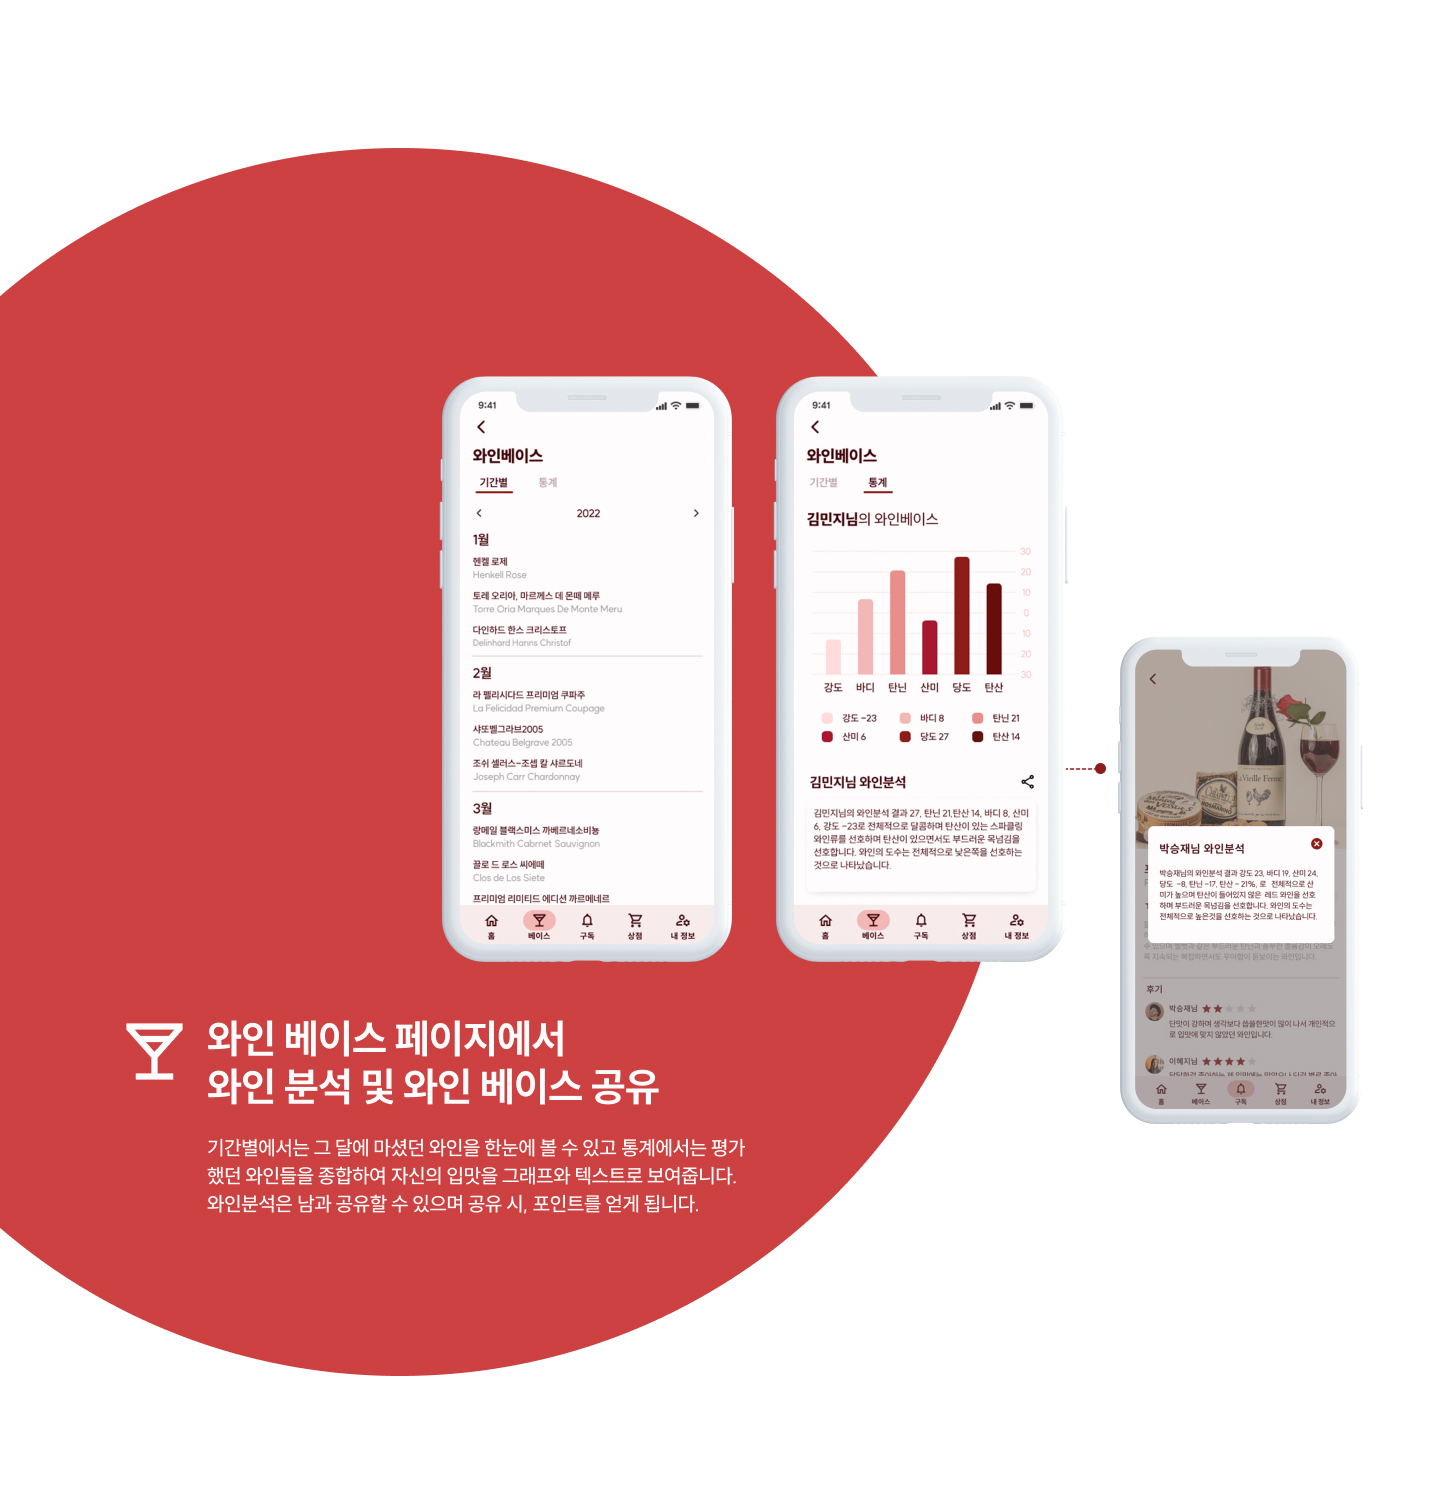 9:41
와인베이스
기간별
통계
2022
1월
헨켈 로제
Henkell Rose
토레 오리아, 마르께스 데 몬떼 메루
Torre Oria Marques De Monte Meru
다인하드 한스 크리스토프
Delinhard Hanns Christof
2월
라 펠리시다드 프리미엄 쿠파주
La Felicidad Premium Coupage
샤또벨그라브2005
Chateau Belgrave 2005
조쉬 셀러스-조셉 칼 샤르도네
Joseph Carr Chardonnay
3월
랑메일 블랙스미스 까베르네소비뇽
Blackmith Cabrnet Sauvignon
끌로 드 로스 씨에떼
Clos de Los Siete
프리미엄 리미티드 에디션 까르메네르
홈
베이스
구독
상점
내 정보
9:41
와인베이스
기간별
통계
김민지님의 와인베이스
30
20
10
0
10
20
30
강도 바디 탄닌 산미 당도 탄산
강도 -23 바디 8 탄닌 21
산미 6 당도 27 탄산 14
김민지님 와인분석
김민지님의 와인분석 결과 27, 탄닌 21,탄산 14, 바디 8, 산미
6, 강도 -23로 전체적으로 달콤하며 탄산이 있는 스파클링
와인류를 선호하며 탄산이 있으면서도 부드러운 목넘김을
선호합니다. 와인의 도수는 전체적으로 낮은쪽을 선호하는
것으로 나타났습니다.
홈
베이스
구독
상점
내 정보
la Vieille Ferme
박승재님 와인분석
박승재님의 와인분석 결과 강도 23, 바디 19, 산미 24,
당도 -8, 탄닌 -17, 탄산 - 21%, 로 전체적으로 산
미가 높으며 탄산이 들어있지 않은 레드 와인을 선호
하며 부드러운 목넘김을 선호합니다. 와인의 도수는
전체적으로 높은것을 선호하는 것으로 나타났습니다.
록 지속되는 복잡하면서도 우아함이 돋보이는 와인입니다.
후기
박승재님
단맛이 강하며 생각보다 씁쓸한맛이 많이 나서 개인적으
로 입맛에 맞지 않았던 와인입니다.
이혜지님
홈
베이스
구독
상점
내 정보
와인 베이스 페이지에서
와인 분석 및 와인 베이스 공유
기간별에서는 그 달에 마셨던 와인을 한눈에 볼 수 있고 통계에서는 평가
했던 와인들을 종합하여 자신의 입맛을 그래프와 텍스트로 보여줍니다.
와인분석은 남과 공유할 수 있으며 공유 시, 포인트를 얻게 됩니다.